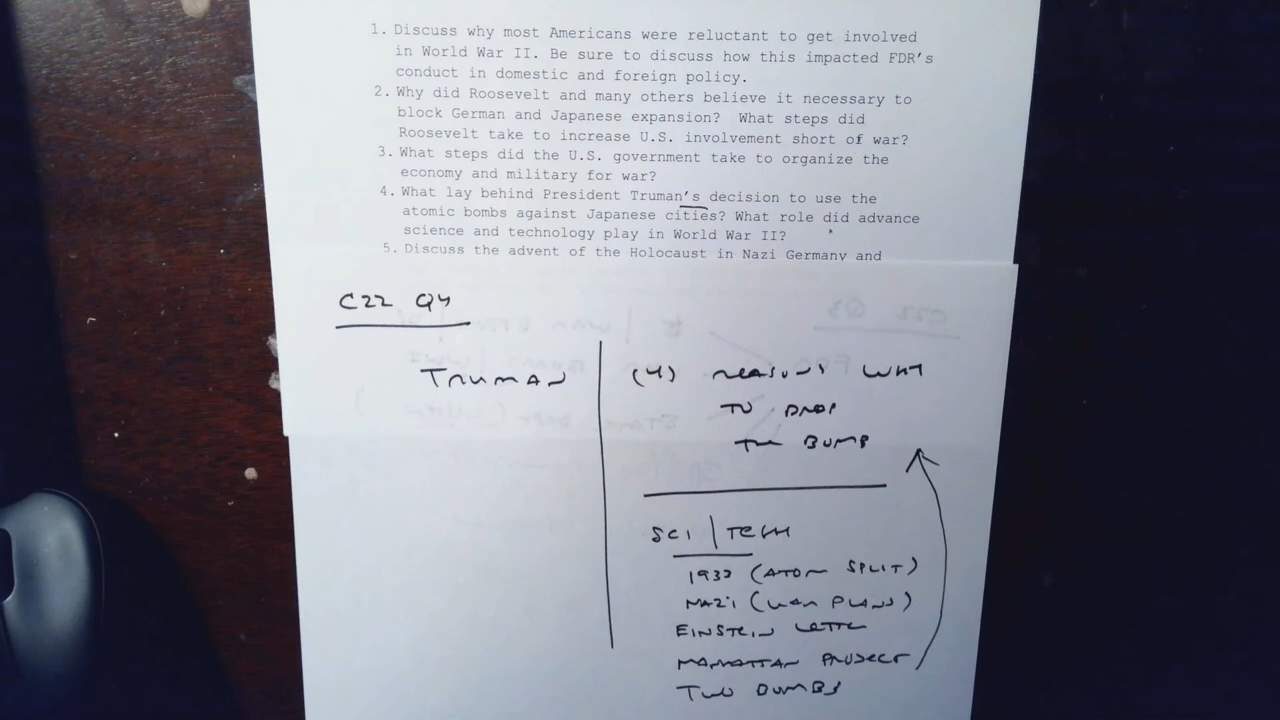 1. Discuss why most Americans were reluctant to get involved
in World War II. Be sure to discuss how this impacted FDR's
conduct in domestic and foreign policy.
2. Why did Roosevelt and many others believe it necessary to
block German and Japanese expansion? What steps did
Roosevelt take to increase U.S. involvement short of war?
3. What steps did the U.S. government take to organize the
economy and military for war?
4. What lay behind President Truman's decision to use the
atomic bombs against Japanese cities? What role did advance
science and technology play in World War II?
5. Discuss the advent of the Holocaust in Nazi Germany and
C22 Q4
TRUMAN
(4) REASONS WHY
TO DROP
THE BOMB
SCI | TECH
(ATOM SPLIT)
NAZI (WAR PLANS)
EINSTEIN LETTER
MANHATTAN PROJECT
TWO BOMBS